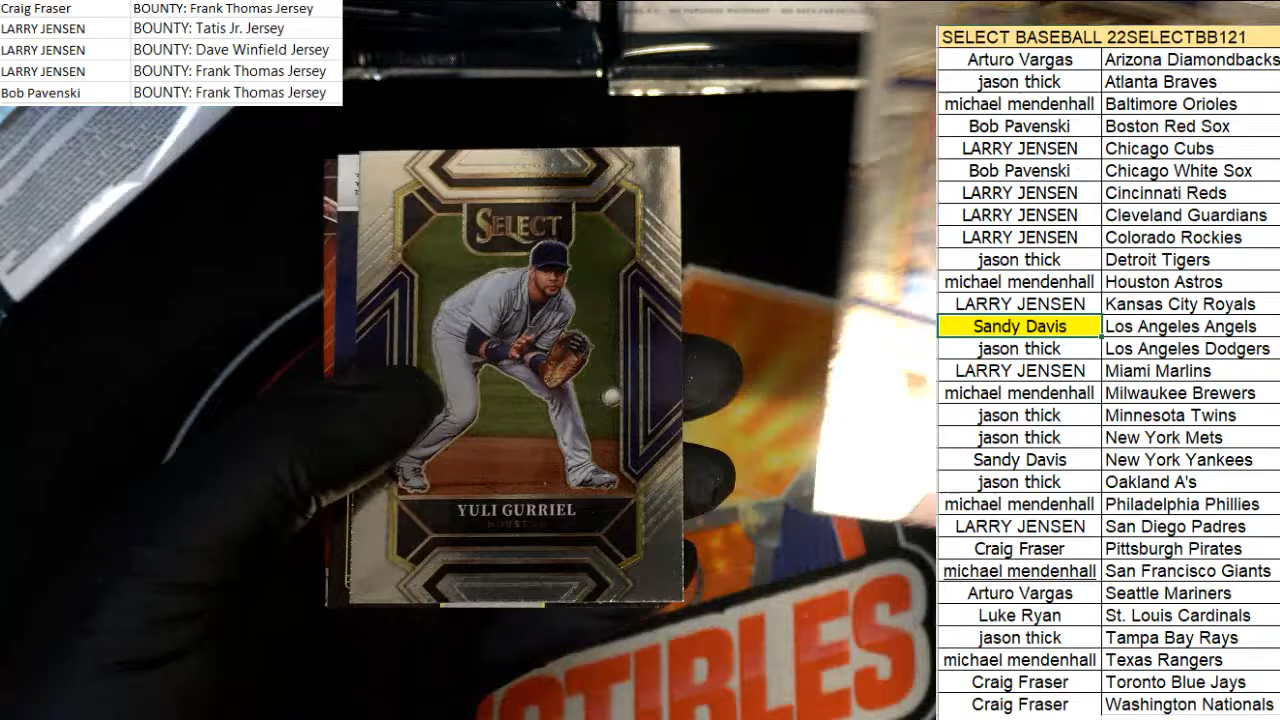 Craig Fraser BOUNTY: Frank Thomas Jersey
LARRY JENSEN BOUNTY: Tatis Jr. Jersey
LARRY JENSEN BOUNTY: Dave Winfield Jersey
LARRY JENSEN BOUNTY: Frank Thomas Jersey
Bob Pavenski BOUNTY: Frank Thomas Jersey
SELECT
YULI GURRIEL
HOUSTON
TIBLES
SELECT BASEBALL 22SELECTBB121
Arturo Vargas Arizona Diamondbacks
jason thick Atlanta Braves
michael mendenhall Baltimore Orioles
Bob Pavenski Boston Red Sox
LARRY JENSEN Chicago Cubs
Bob Pavenski Chicago White Sox
LARRY JENSEN Cincinnati Reds
LARRY JENSEN Cleveland Guardians
LARRY JENSEN Colorado Rockies
jason thick Detroit Tigers
michael mendenhall Houston Astros
LARRY JENSEN Kansas City Royals
Sandy Davis Los Angeles Angels
jason thick Los Angeles Dodgers
LARRY JENSEN Miami Marlins
michael mendenhall Milwaukee Brewers
jason thick Minnesota Twins
jason thick New York Mets
Sandy Davis New York Yankees
jason thick Oakland A's
michael mendenhall Philadelphia Phillies
LARRY JENSEN San Diego Padres
Craig Fraser Pittsburgh Pirates
michael mendenhall San Francisco Giants
Arturo Vargas Seattle Mariners
Luke Ryan St. Louis Cardinals
jason thick Tampa Bay Rays
michael mendenhall Texas Rangers
Craig Fraser Toronto Blue Jays
Craig Fraser Washington Nationals